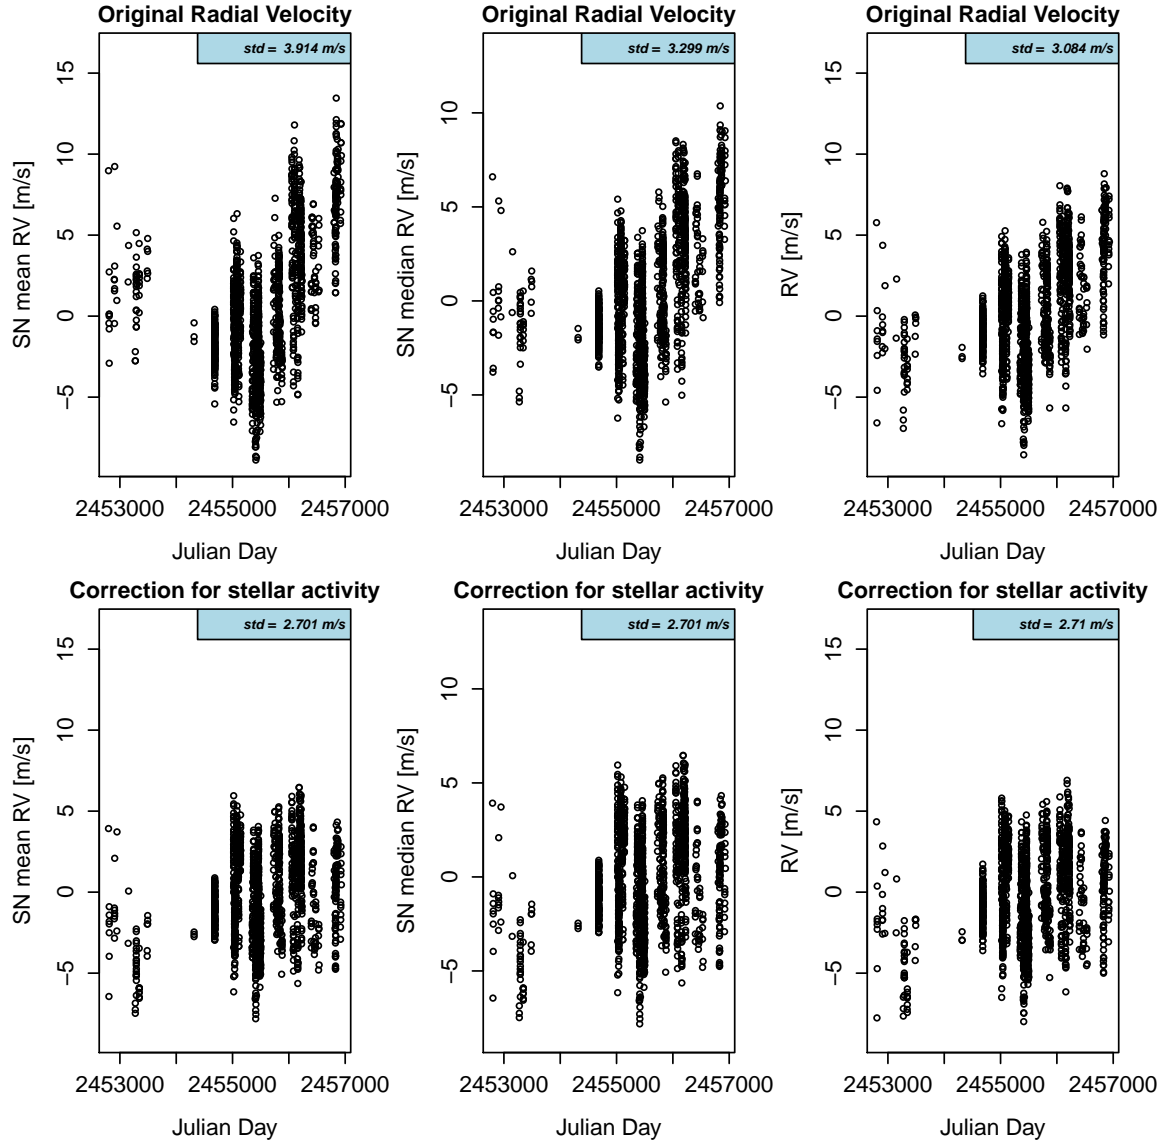 Original Radial Velocity
std = 3.914 m/s
SN mean RV [m/s]
15
10
5
0
−5
2453000 2455000 2457000
Julian Day
Original Radial Velocity
std = 3.299 m/s
SN median RV [m/s]
10
5
0
−5
2453000 2455000 2457000
Julian Day
Original Radial Velocity
std = 3.084 m/s
RV [m/s]
15
10
5
0
−5
2453000 2455000 2457000
Julian Day
Correction for stellar activity
std = 2.701 m/s
SN mean RV [m/s]
15
10
5
0
−5
2453000 2455000 2457000
Julian Day
Correction for stellar activity
std = 2.701 m/s
SN median RV [m/s]
10
5
0
−5
2453000 2455000 2457000
Julian Day
Correction for stellar activity
std = 2.71 m/s
RV [m/s]
15
10
5
0
−5
2453000 2455000 2457000
Julian Day